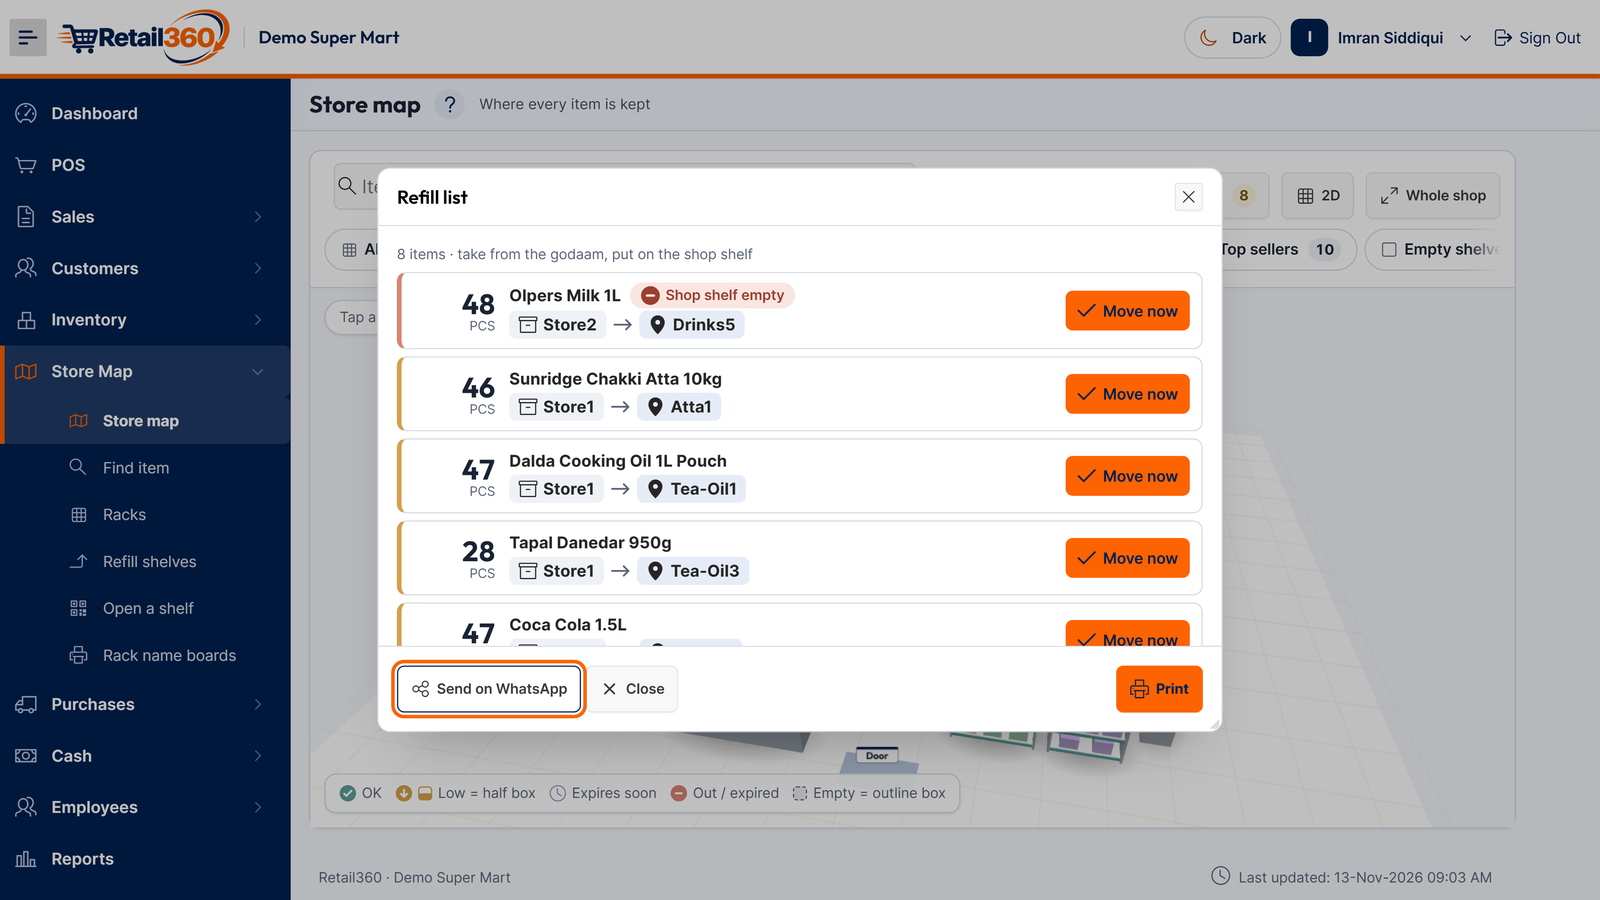 Retail360
Demo Super Mart
Dark
I
Imran Siddiqui
Sign Out
Dashboard
POS
Sales
Customers
Inventory
Store Map
Store map
Find item
Racks
Refill shelves
Open a shelf
Rack name boards
Purchases
Cash
Employees
Reports
Store map
?
Where every item is kept
8
2D
Whole shop
Top sellers 10
Empty
Tap a
Refill list
8 items · take from the godaam, put on the shop shelf
48 PCS
Olpers Milk 1L
Shop shelf empty
Store2 → Drinks5
Move now
46 PCS
Sunridge Chakki Atta 10kg
Store1 → Atta1
Move now
47 PCS
Dalda Cooking Oil 1L Pouch
Store1 → Tea-Oil1
Move now
28 PCS
Tapal Danedar 950g
Store1 → Tea-Oil3
Move now
47
Coca Cola 1.5L
Move now
Send on WhatsApp
Close
Print
Door
OK
Low = half box
Expires soon
Out / expired
Empty = outline box
Retail360 · Demo Super Mart
Last updated: 13-Nov-2026 09:03 AM